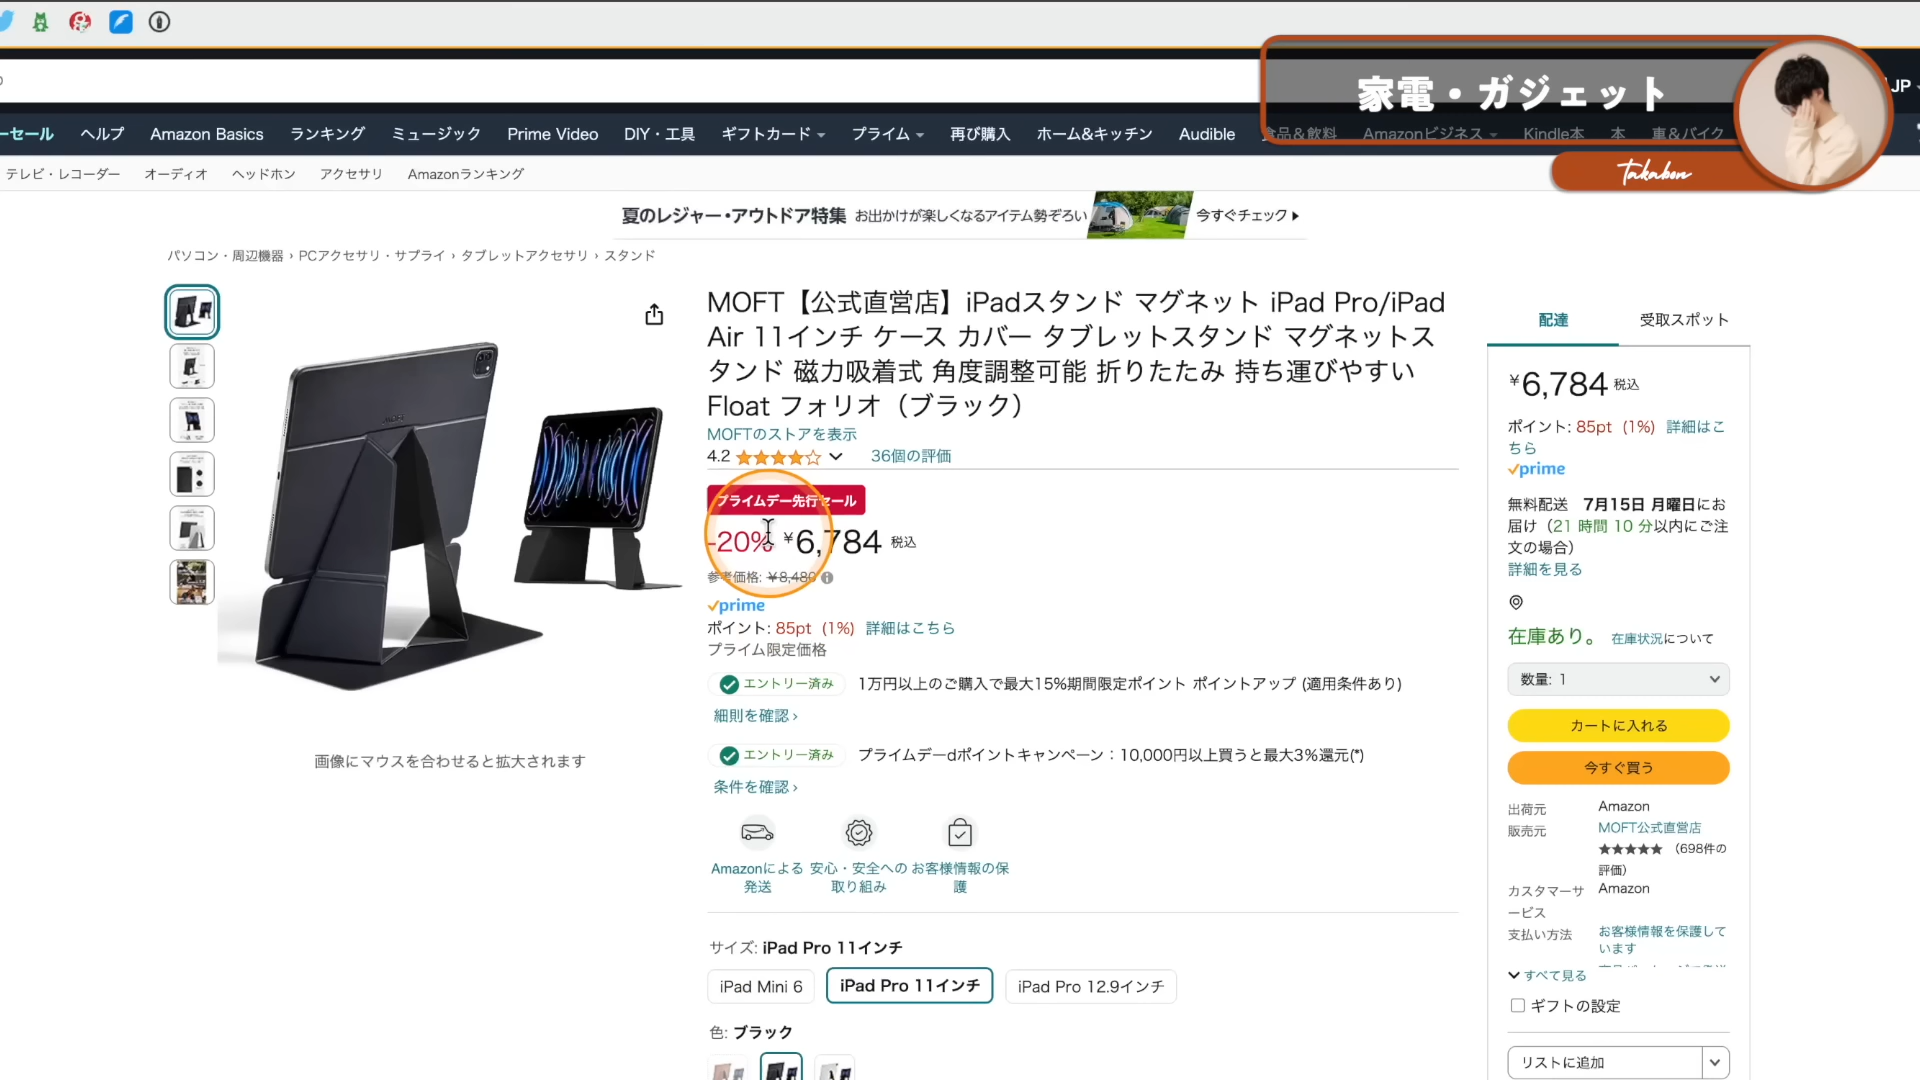 家電・ガジェット
JP
Takabon
ーセール ヘルプ Amazon Basics ランキング ミュージック Prime Video DIY・工具 ギフトカード プライム 再び購入 ホーム&キッチン Audible 食品&飲料 Amazonビジネス Kindle本 本 車&バイク
テレビ・レコーダー オーディオ ヘッドホン アクセサリ Amazonランキング
夏のレジャー・アウトドア特集 お出かけが楽しくなるアイテム勢ぞろい 今すぐチェック
パソコン・周辺機器 › PCアクセサリ・サプライ › タブレットアクセサリ › スタンド
MOFT【公式直営店】iPadスタンド マグネット iPad Pro/iPad
Air 11インチ ケース カバー タブレットスタンド マグネットス
タンド 磁力吸着式 角度調整可能 折りたたみ 持ち運びやすい
Float フォリオ（ブラック）
MOFTのストアを表示
4.2 36個の評価
プライムデー先行セール
-20% ¥6,784 税込
参考価格: ¥8,480
prime
ポイント: 85pt (1%) 詳細はこちら
プライム限定価格
エントリー済み 1万円以上のご購入で最大15%期間限定ポイント ポイントアップ (適用条件あり)
細則を確認 ›
エントリー済み プライムデーdポイントキャンペーン：10,000円以上買うと最大3%還元(*)
条件を確認 ›
Amazonによる
発送
安心・安全への
取り組み
お客様情報の保
護
サイズ: iPad Pro 11インチ
iPad Mini 6 iPad Pro 11インチ iPad Pro 12.9インチ
色: ブラック
画像にマウスを合わせると拡大されます
配達 受取スポット
¥6,784 税込
ポイント: 85pt (1%) 詳細はこ
ちら
prime
無料配送 7月15日 月曜日にお
届け（21 時間 10 分以内にご注
文の場合）
詳細を見る
在庫あり。 在庫状況について
数量: 1
カートに入れる
今すぐ買う
出荷元 Amazon
販売元 MOFT公式直営店
★★★★★ （698件の
評価）
カスタマーサ
ービス
Amazon
支払い方法 お客様情報を保護して
います
すべて見る
ギフトの設定
リストに追加